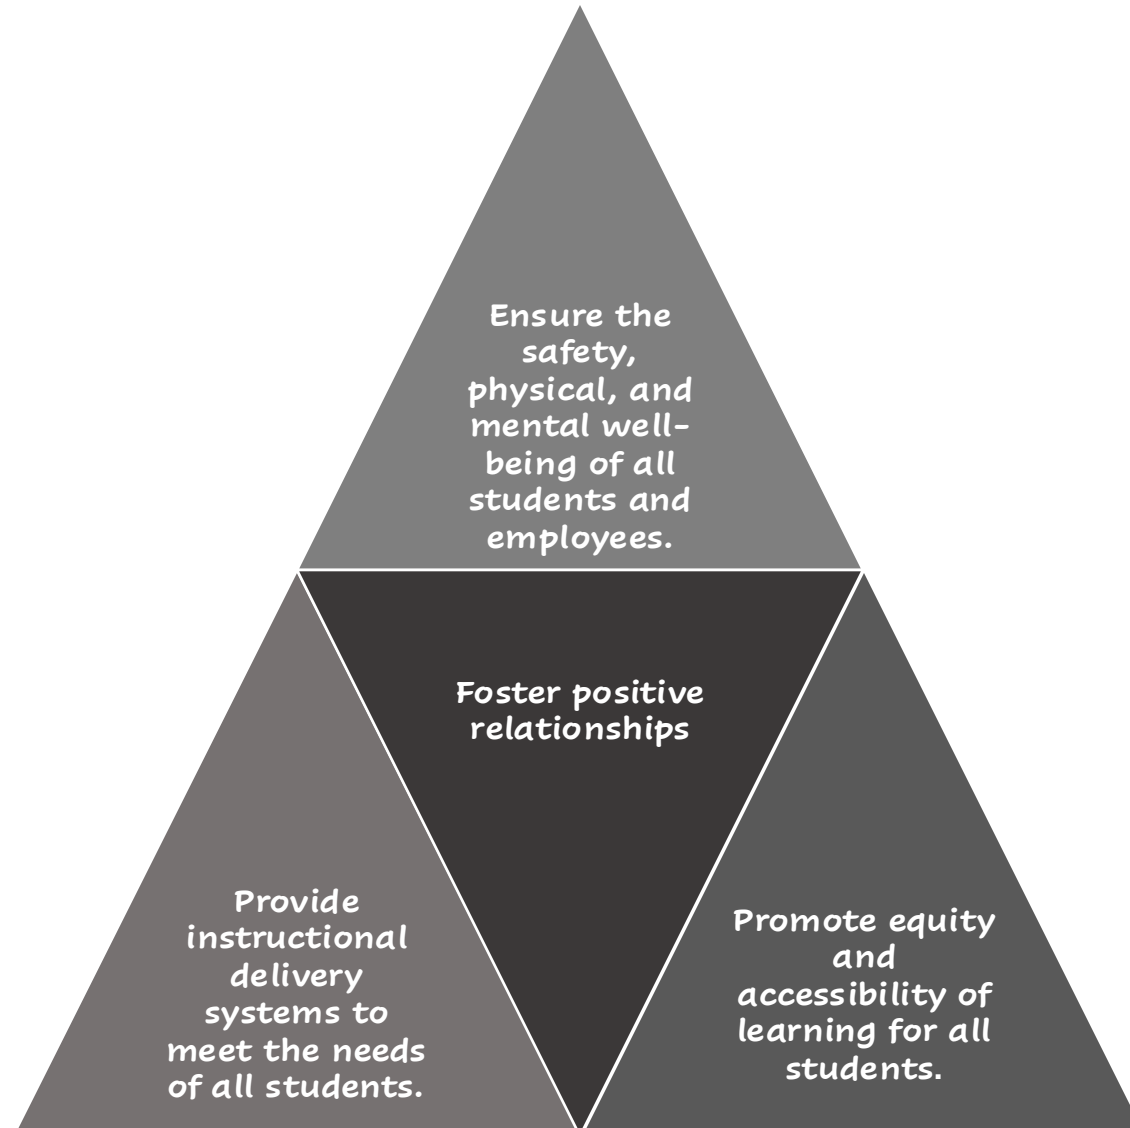 Ensure the
safety,
physical, and
mental well-
being of all
students and
employees.
Foster positive
relationships
Provide
instructional
delivery
systems to
meet the needs
of all students.
Promote equity
and
accessibility of
learning for all
students.